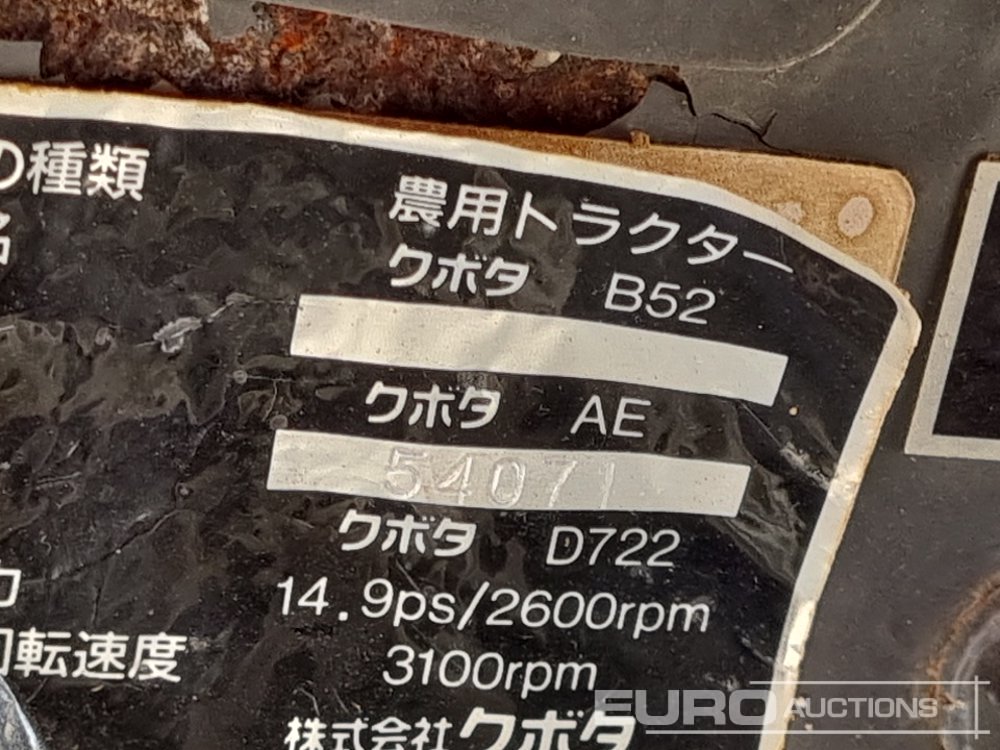 の種類 農用トラクター
名 クボタ B52
クボタ AE
54071
クボタ D722
14.9ps/2600rpm
回転速度 3100rpm
株式会社クボタ
EURO AUCTIONS